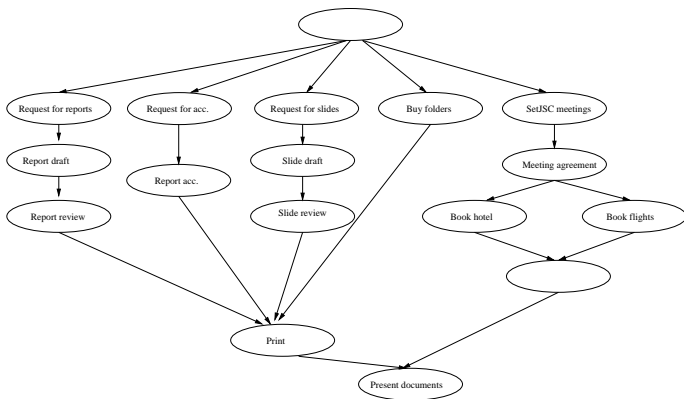 Request for reports
Request for acc.
Request for slides
Buy folders
SetJSC meetings
Report draft
Slide draft
Meeting agreement
Report acc.
Report review
Slide review
Book hotel
Book flights
Print
Present documents